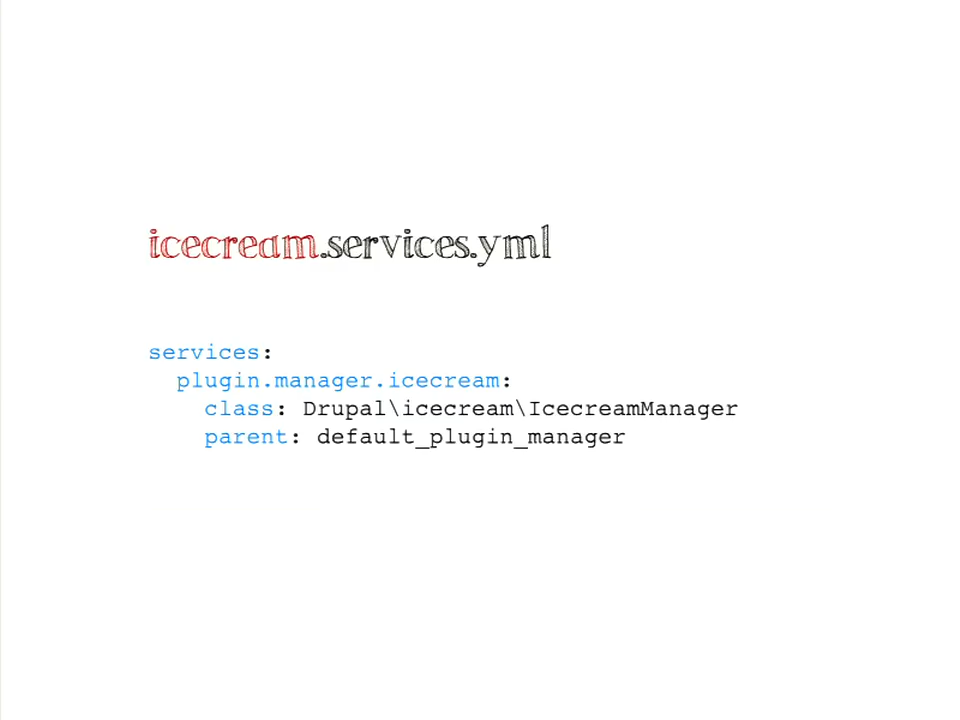 icecream.services.yml
services:
  plugin.manager.icecream:
    class: Drupal\icecream\IcecreamManager
    parent: default_plugin_manager